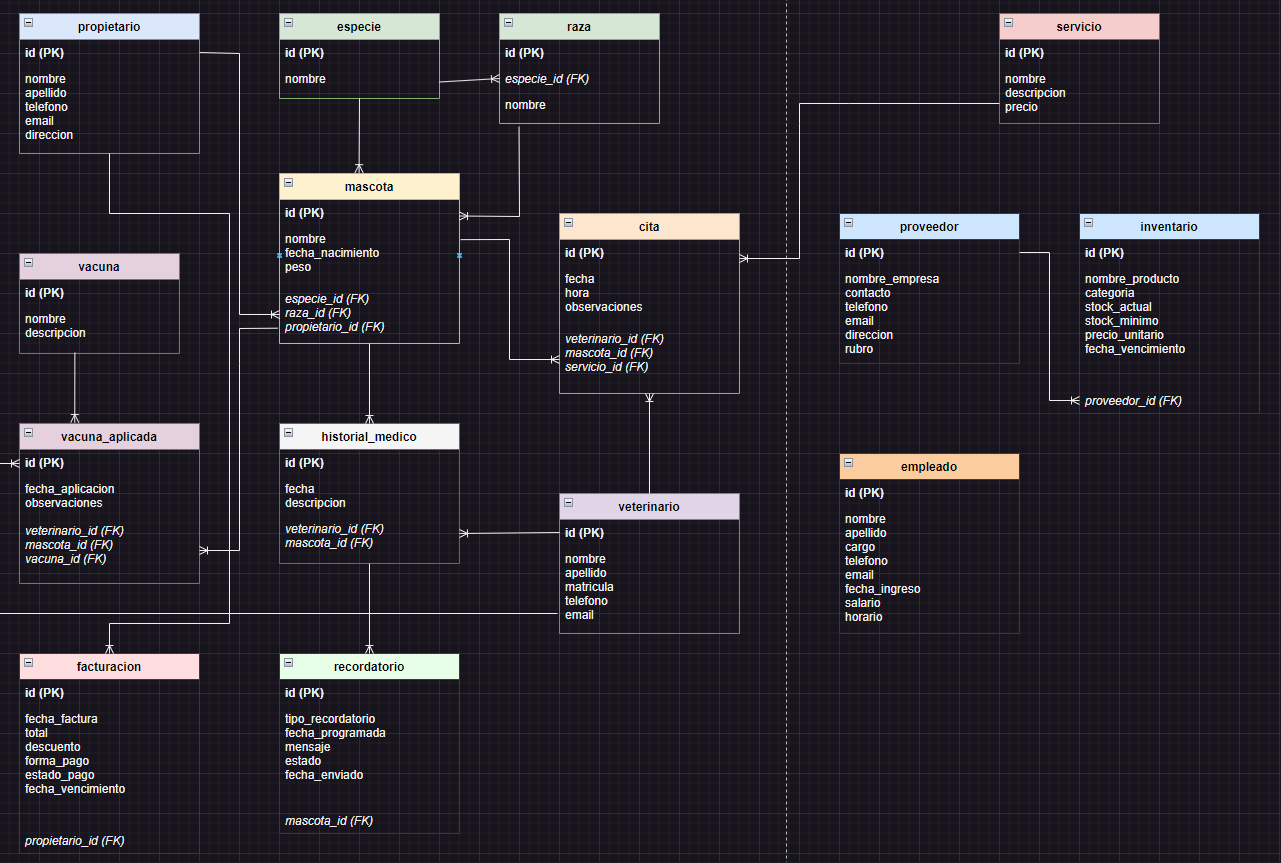 propietario
id (PK)
nombre
apellido
telefono
email
direccion
especie
id (PK)
nombre
raza
id (PK)
especie_id (FK)
nombre
servicio
id (PK)
nombre
descripcion
precio
mascota
id (PK)
nombre
fecha_nacimiento
peso
especie_id (FK)
raza_id (FK)
propietario_id (FK)
cita
id (PK)
fecha
hora
observaciones
veterinario_id (FK)
mascota_id (FK)
servicio_id (FK)
proveedor
id (PK)
nombre_empresa
contacto
telefono
email
direccion
rubro
inventario
id (PK)
nombre_producto
categoria
stock_actual
stock_minimo
precio_unitario
fecha_vencimiento
proveedor_id (FK)
vacuna
id (PK)
nombre
descripcion
vacuna_aplicada
id (PK)
fecha_aplicacion
observaciones
veterinario_id (FK)
mascota_id (FK)
vacuna_id (FK)
historial_medico
id (PK)
fecha
descripcion
veterinario_id (FK)
mascota_id (FK)
veterinario
id (PK)
nombre
apellido
matricula
telefono
email
empleado
id (PK)
nombre
apellido
cargo
telefono
email
fecha_ingreso
salario
horario
facturacion
id (PK)
fecha_factura
total
descuento
forma_pago
estado_pago
fecha_vencimiento
propietario_id (FK)
recordatorio
id (PK)
tipo_recordatorio
fecha_programada
mensaje
estado
fecha_enviado
mascota_id (FK)